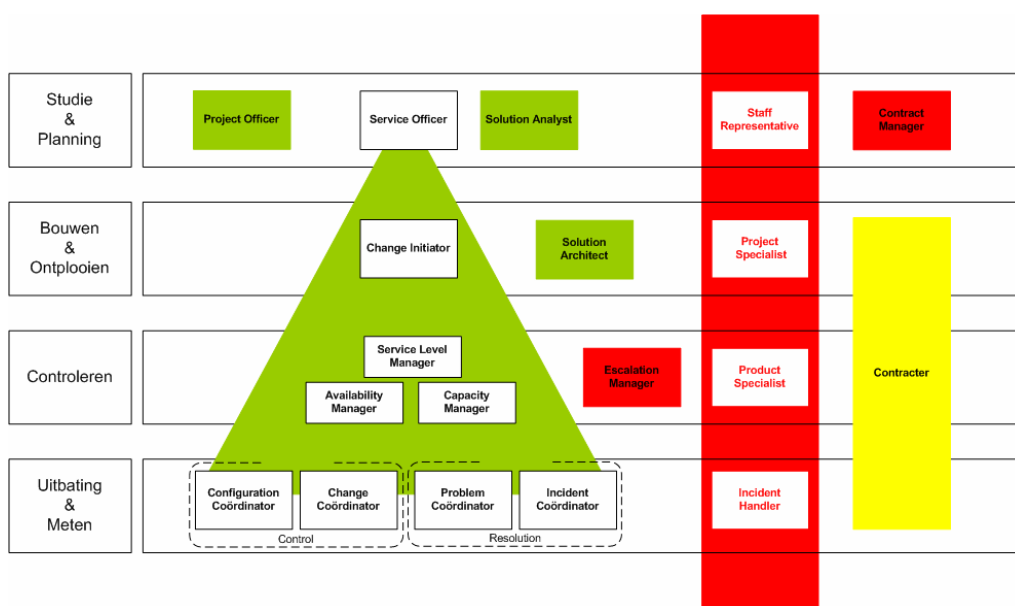 Studie
&
Planning
Project Officer
Service Officer
Solution Analyst
Staff
Representative
Contract
Manager
Bouwen
&
Ontplooien
Change Initiator
Solution
Architect
Project
Specialist
Controleren
Service Level
Manager
Availability
Manager
Capacity
Manager
Escalation
Manager
Product
Specialist
Contracter
Uitbating
&
Meten
Configuration
Coördinator
Change
Coördinator
Problem
Coördinator
Incident
Coördinator
Incident
Handler
Control
Resolution